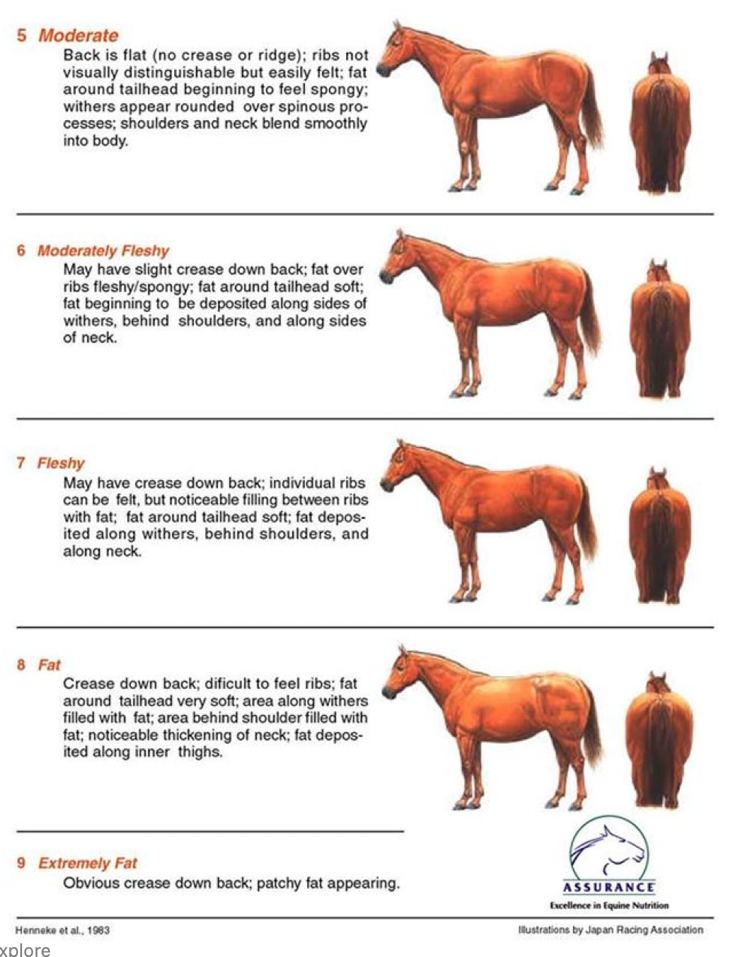 5 Moderate
Back is flat (no crease or ridge); ribs not
visually distinguishable but easily felt; fat
around tailhead beginning to feel spongy;
withers appear rounded over spinous pro-
cesses; shoulders and neck blend smoothly
into body.
6 Moderately Fleshy
May have slight crease down back; fat over
ribs fleshy/spongy; fat around tailhead soft;
fat beginning to be deposited along sides of
withers, behind shoulders, and along sides
of neck.
7 Fleshy
May have crease down back; individual ribs
can be felt, but noticeable filling between ribs
with fat; fat around tailhead soft; fat depos-
ited along withers, behind shoulders, and
along neck.
8 Fat
Crease down back; dificult to feel ribs; fat
around tailhead very soft; area along withers
filled with fat; area behind shoulder filled with
fat; noticeable thickening of neck; fat depos-
ited along inner thighs.
9 Extremely Fat
Obvious crease down back; patchy fat appearing.
ASSURANCE
Excellence in Equine Nutrition
Henneke et al., 1983
Illustrations by Japan Racing Association
xplore